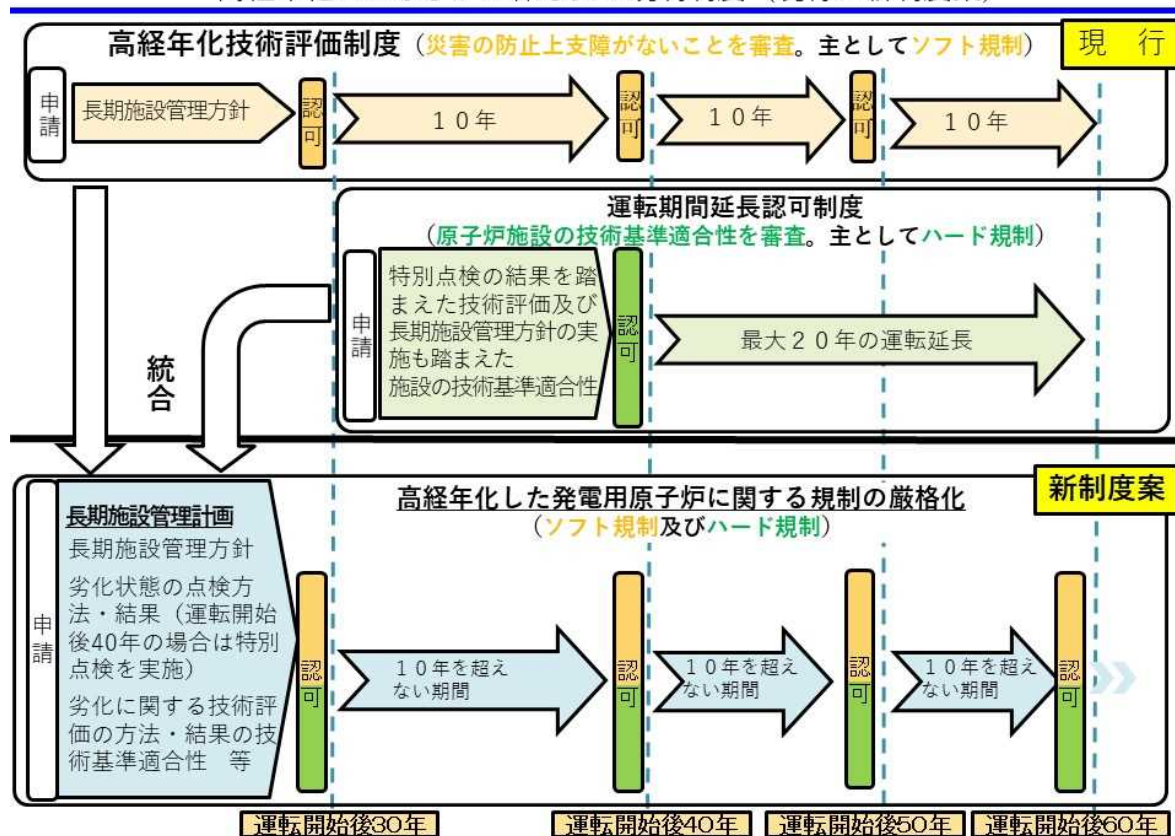 高経年化技術評価制度（災害の防止上支障がないことを審査。主としてソフト規制）
現　行
申請
長期施設管理方針
認可
１０年
認可
１０年
認可
１０年
運転期間延長認可制度
（原子炉施設の技術基準適合性を審査。主としてハード規制）
申請
特別点検の結果を踏
まえた技術評価及び
長期施設管理方針の実
施も踏まえた
施設の技術基準適合性
認可
最大２０年の運転延長
統合
新制度案
高経年化した発電用原子炉に関する規制の厳格化
（ソフト規制及びハード規制）
申請
長期施設管理計画
長期施設管理方針
劣化状態の点検方
法・結果（運転開始
後40年の場合は特別
点検を実施）
劣化に関する技術評
価の方法・結果の技
術基準適合性　等
認可
１０年を超え
ない期間
認可
１０年を超え
ない期間
認可
１０年を超え
ない期間
認可
運転開始後30年
運転開始後40年
運転開始後50年
運転開始後60年